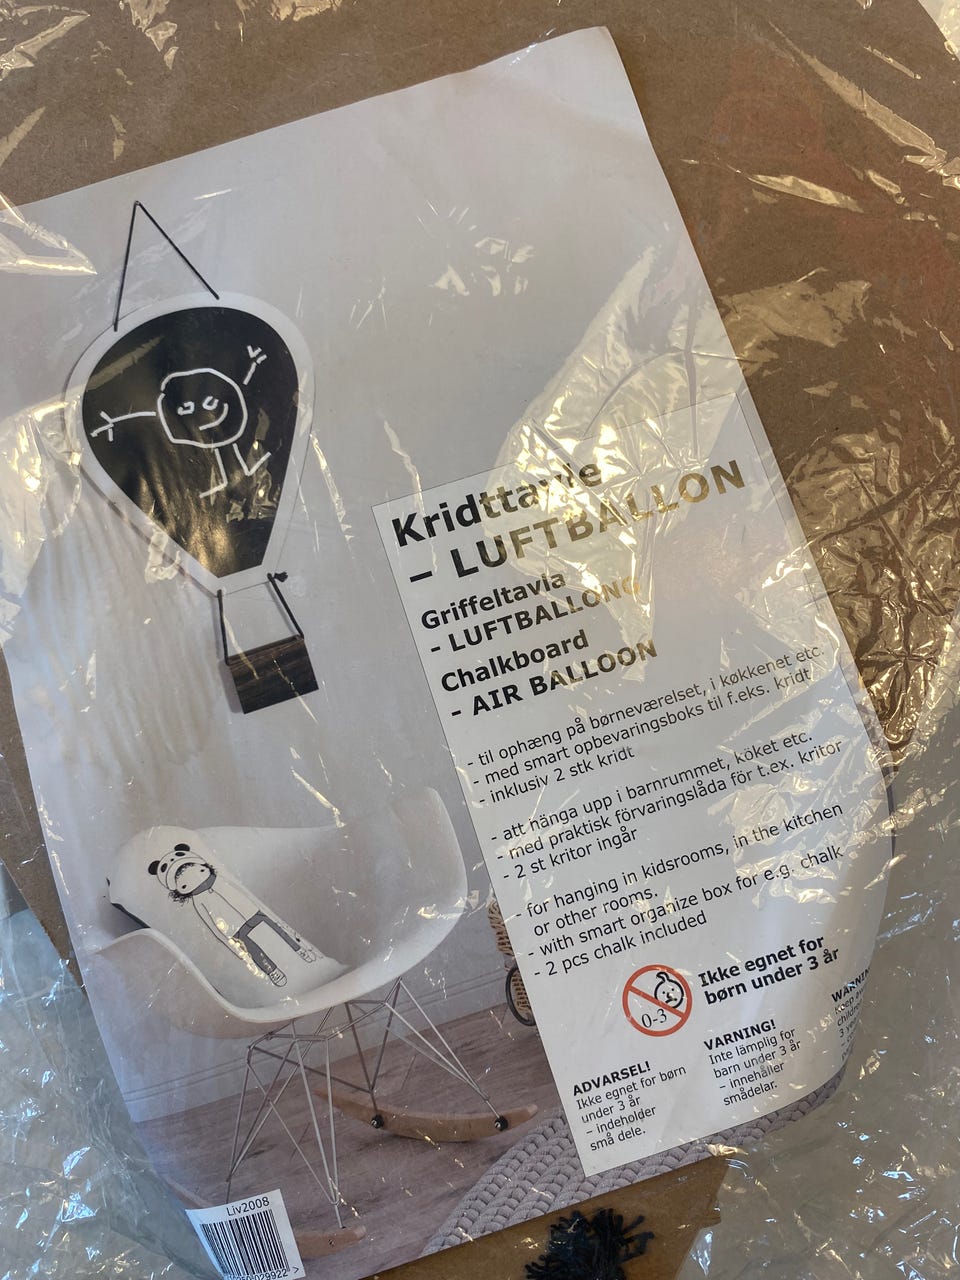 Kridttavle
– LUFTBALLON
Griffeltavla
- LUFTBALLONG
Chalkboard
- AIR BALLOON
- til ophæng på børneværelset, i køkkenet etc.
- med smart opbevaringsboks til f.eks. kridt
- inklusiv 2 stk kridt
- att hänga upp i barnrummet, köket etc.
- med praktisk förvaringslåda för t.ex. kritor
- 2 st kritor ingår
- for hanging in kidsrooms, in the kitchen
or other rooms.
- with smart organize box for e.g. chalk
- 2 pcs chalk included
0-3
Ikke egnet for
børn under 3 år
ADVARSEL!
Ikke egnet for børn
under 3 år
– indeholder
små dele.
VARNING!
Inte lämplig for
barn under 3 år
– innehåller
smådelar.
Keep
3
Liv2008
029922 >